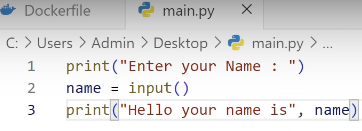 Dockerfile main.py ×
C: > Users > Admin > Desktop > main.py > ...
1 print("Enter your Name : ")
2 name = input()
3 print("Hello your name is", name)